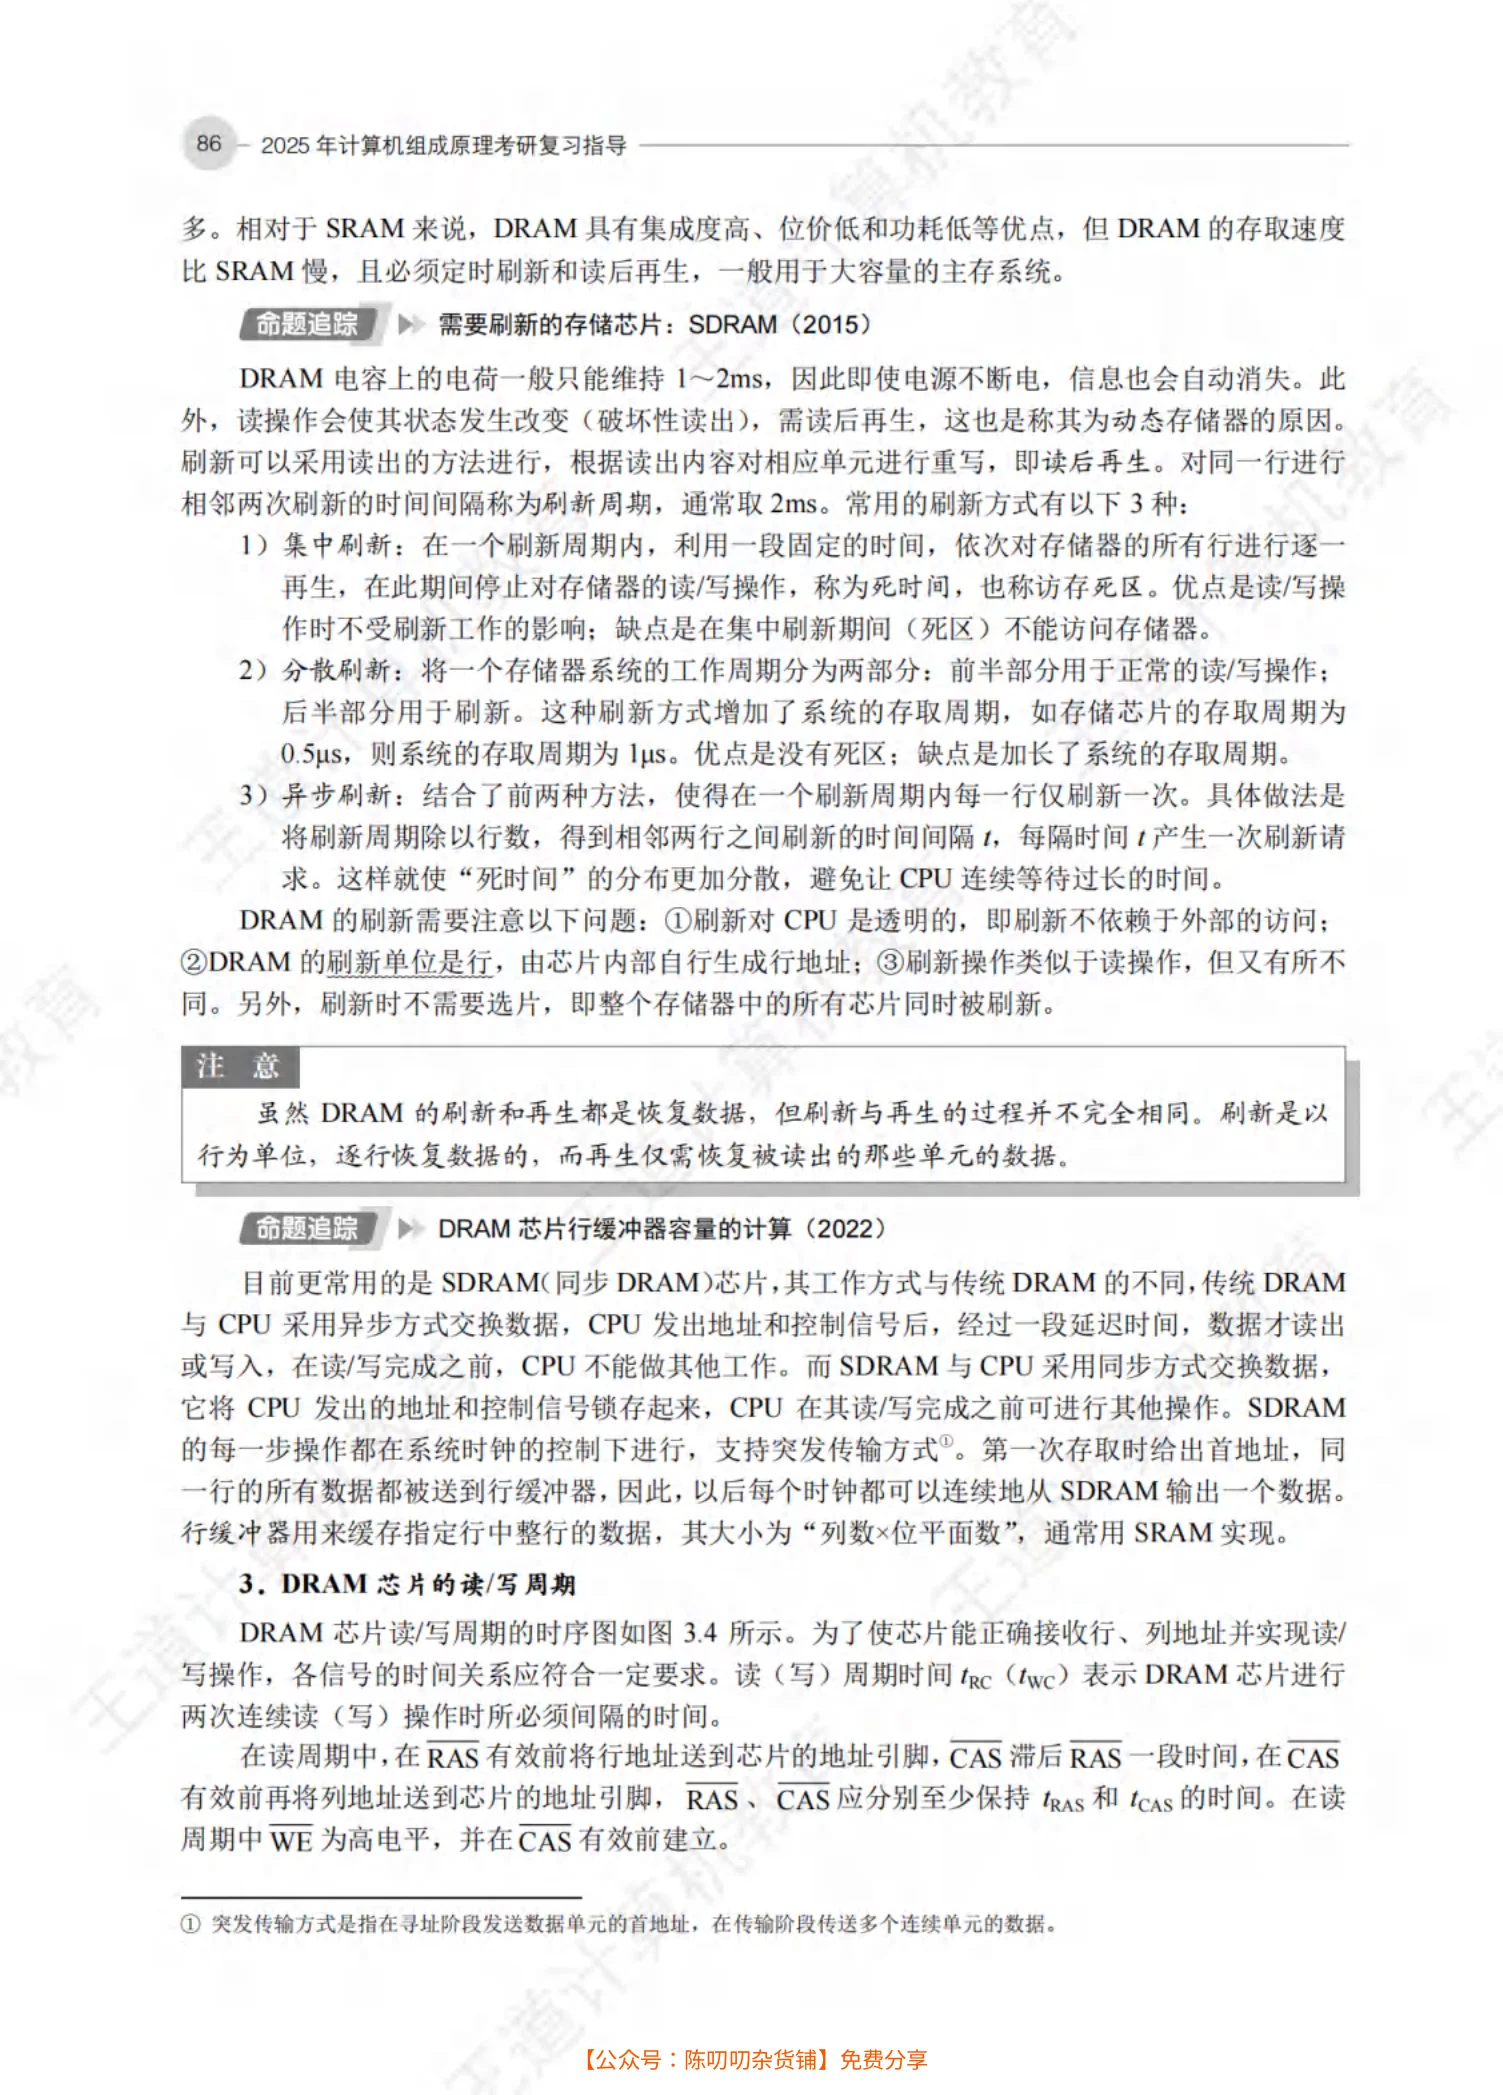 86 2025 年计算机组成原理考研复习指导
多。相对于 SRAM 来说，DRAM 具有集成度高、位价低和功耗低等优点，但 DRAM 的存取速度
比 SRAM 慢，且必须定时刷新和读后再生，一般用于大容量的主存系统。
命题追踪 需要刷新的存储芯片：SDRAM（2015）
DRAM 电容上的电荷一般只能维持 1～2ms，因此即使电源不断电，信息也会自动消失。此
外，读操作会使其状态发生改变（破坏性读出），需读后再生，这也是称其为动态存储器的原因。
刷新可以采用读出的方法进行，根据读出内容对相应单元进行重写，即读后再生。对同一行进行
相邻两次刷新的时间间隔称为刷新周期，通常取 2ms。常用的刷新方式有以下 3 种：
1）集中刷新：在一个刷新周期内，利用一段固定的时间，依次对存储器的所有行进行逐一
再生，在此期间停止对存储器的读/写操作，称为死时间，也称访存死区。优点是读/写操
作时不受刷新工作的影响；缺点是在集中刷新期间（死区）不能访问存储器。
2）分散刷新：将一个存储器系统的工作周期分为两部分：前半部分用于正常的读/写操作；
后半部分用于刷新。这种刷新方式增加了系统的存取周期，如存储芯片的存取周期为
0.5μs，则系统的存取周期为 1μs。优点是没有死区；缺点是加长了系统的存取周期。
3）异步刷新：结合了前两种方法，使得在一个刷新周期内每一行仅刷新一次。具体做法是
将刷新周期除以行数，得到相邻两行之间刷新的时间间隔 t，每隔时间 t 产生一次刷新请
求。这样就使“死时间”的分布更加分散，避免让 CPU 连续等待过长的时间。
DRAM 的刷新需要注意以下问题：①刷新对 CPU 是透明的，即刷新不依赖于外部的访问；
②DRAM 的刷新单位是行，由芯片内部自行生成行地址；③刷新操作类似于读操作，但又有所不
同。另外，刷新时不需要选片，即整个存储器中的所有芯片同时被刷新。
注 意
虽然 DRAM 的刷新和再生都是恢复数据，但刷新与再生的过程并不完全相同。刷新是以
行为单位，逐行恢复数据的，而再生仅需恢复被读出的那些单元的数据。
命题追踪 DRAM 芯片行缓冲器容量的计算（2022）
目前更常用的是 SDRAM（同步 DRAM）芯片，其工作方式与传统 DRAM 的不同，传统 DRAM
与 CPU 采用异步方式交换数据，CPU 发出地址和控制信号后，经过一段延迟时间，数据才读出
或写入，在读/写完成之前，CPU 不能做其他工作。而 SDRAM 与 CPU 采用同步方式交换数据，
它将 CPU 发出的地址和控制信号锁存起来，CPU 在其读/写完成之前可进行其他操作。SDRAM
的每一步操作都在系统时钟的控制下进行，支持突发传输方式①。第一次存取时给出首地址，同
一行的所有数据都被送到行缓冲器，因此，以后每个时钟都可以连续地从 SDRAM 输出一个数据。
行缓冲器用来缓存指定行中整行的数据，其大小为“列数×位平面数”，通常用 SRAM 实现。
3．DRAM 芯片的读/写周期
DRAM 芯片读/写周期的时序图如图 3.4 所示。为了使芯片能正确接收行、列地址并实现读/
写操作，各信号的时间关系应符合一定要求。读（写）周期时间 tRC（tWC）表示 DRAM 芯片进行
两次连续读（写）操作时所必须间隔的时间。
在读周期中，在 R̅A̅S̅ 有效前将行地址送到芯片的地址引脚，C̅A̅S̅ 滞后 R̅A̅S̅ 一段时间，在 C̅A̅S̅
有效前再将列地址送到芯片的地址引脚，R̅A̅S̅、C̅A̅S̅ 应分别至少保持 tRAS 和 tCAS 的时间。在读
周期中 W̅E̅ 为高电平，并在 C̅A̅S̅ 有效前建立。
① 突发传输方式是指在寻址阶段发送数据单元的首地址，在传输阶段传送多个连续单元的数据。
【公众号：陈叨叨杂货铺】免费分享
王道计算机教育